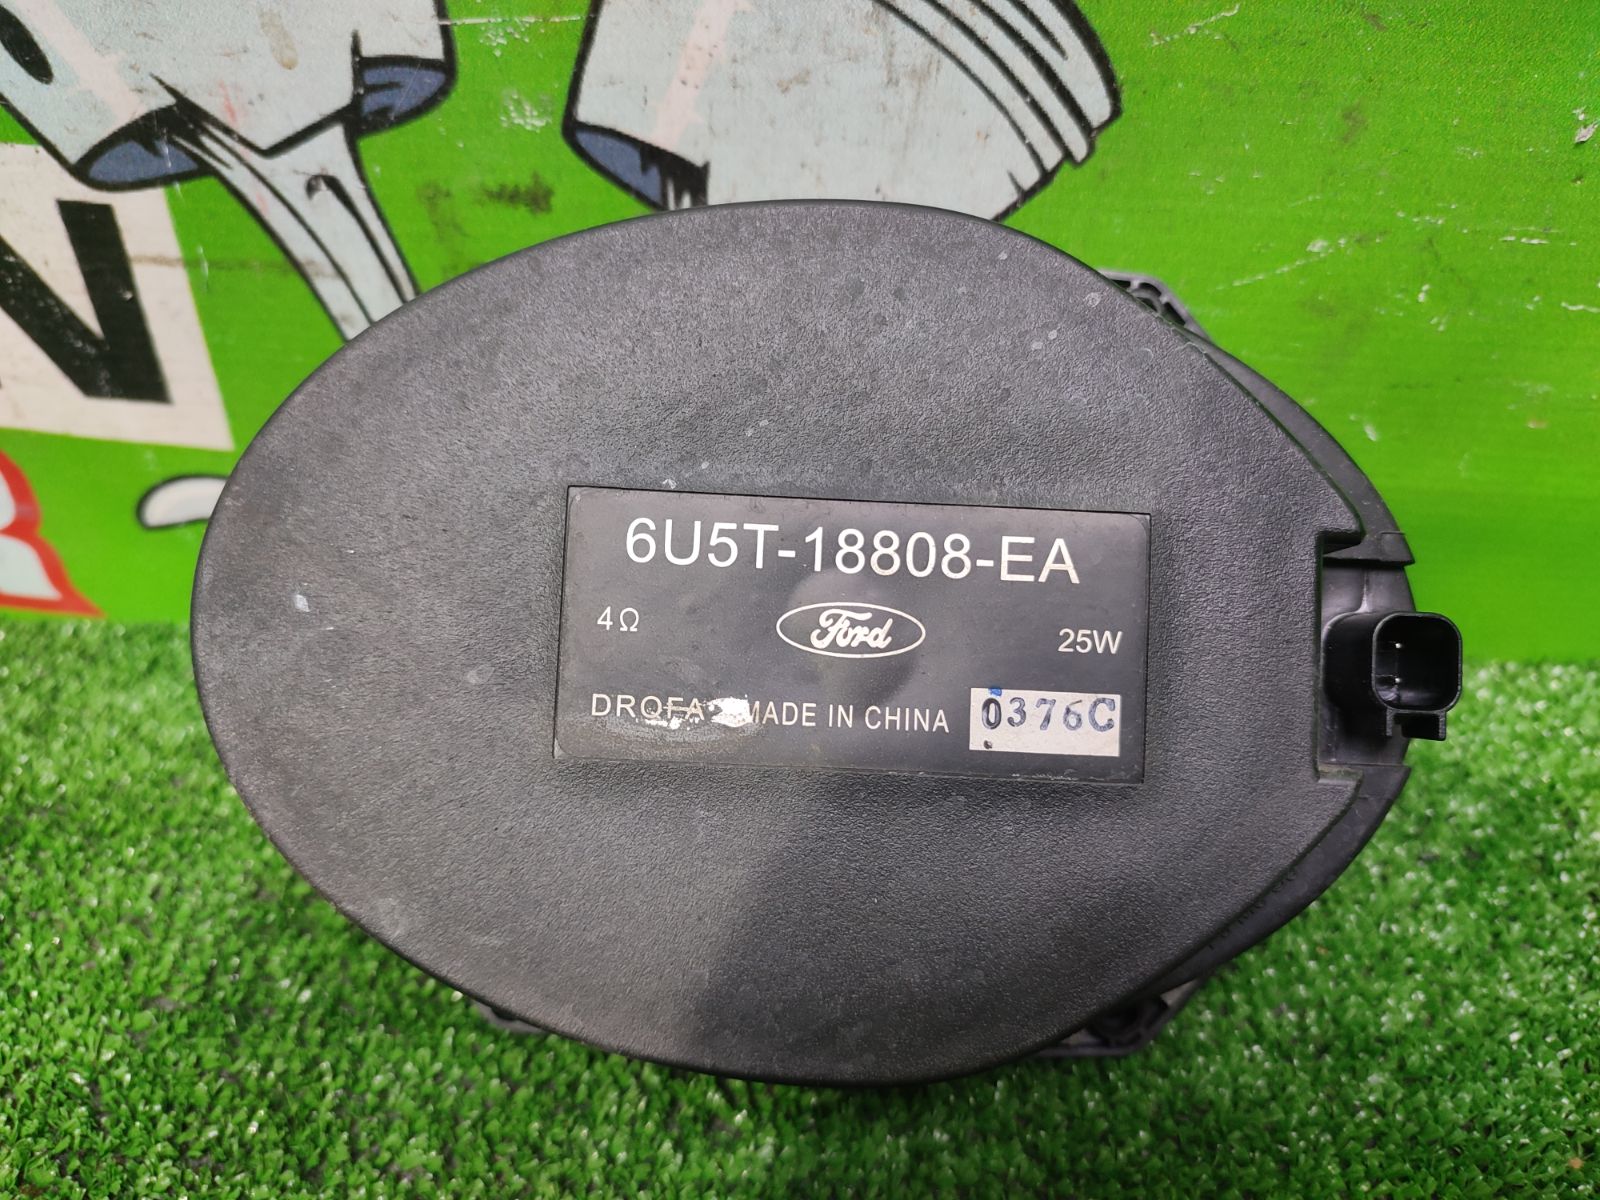 6U5T-18808-EA
4Ω Ford 25W
MADE IN CHINA 0376C
N